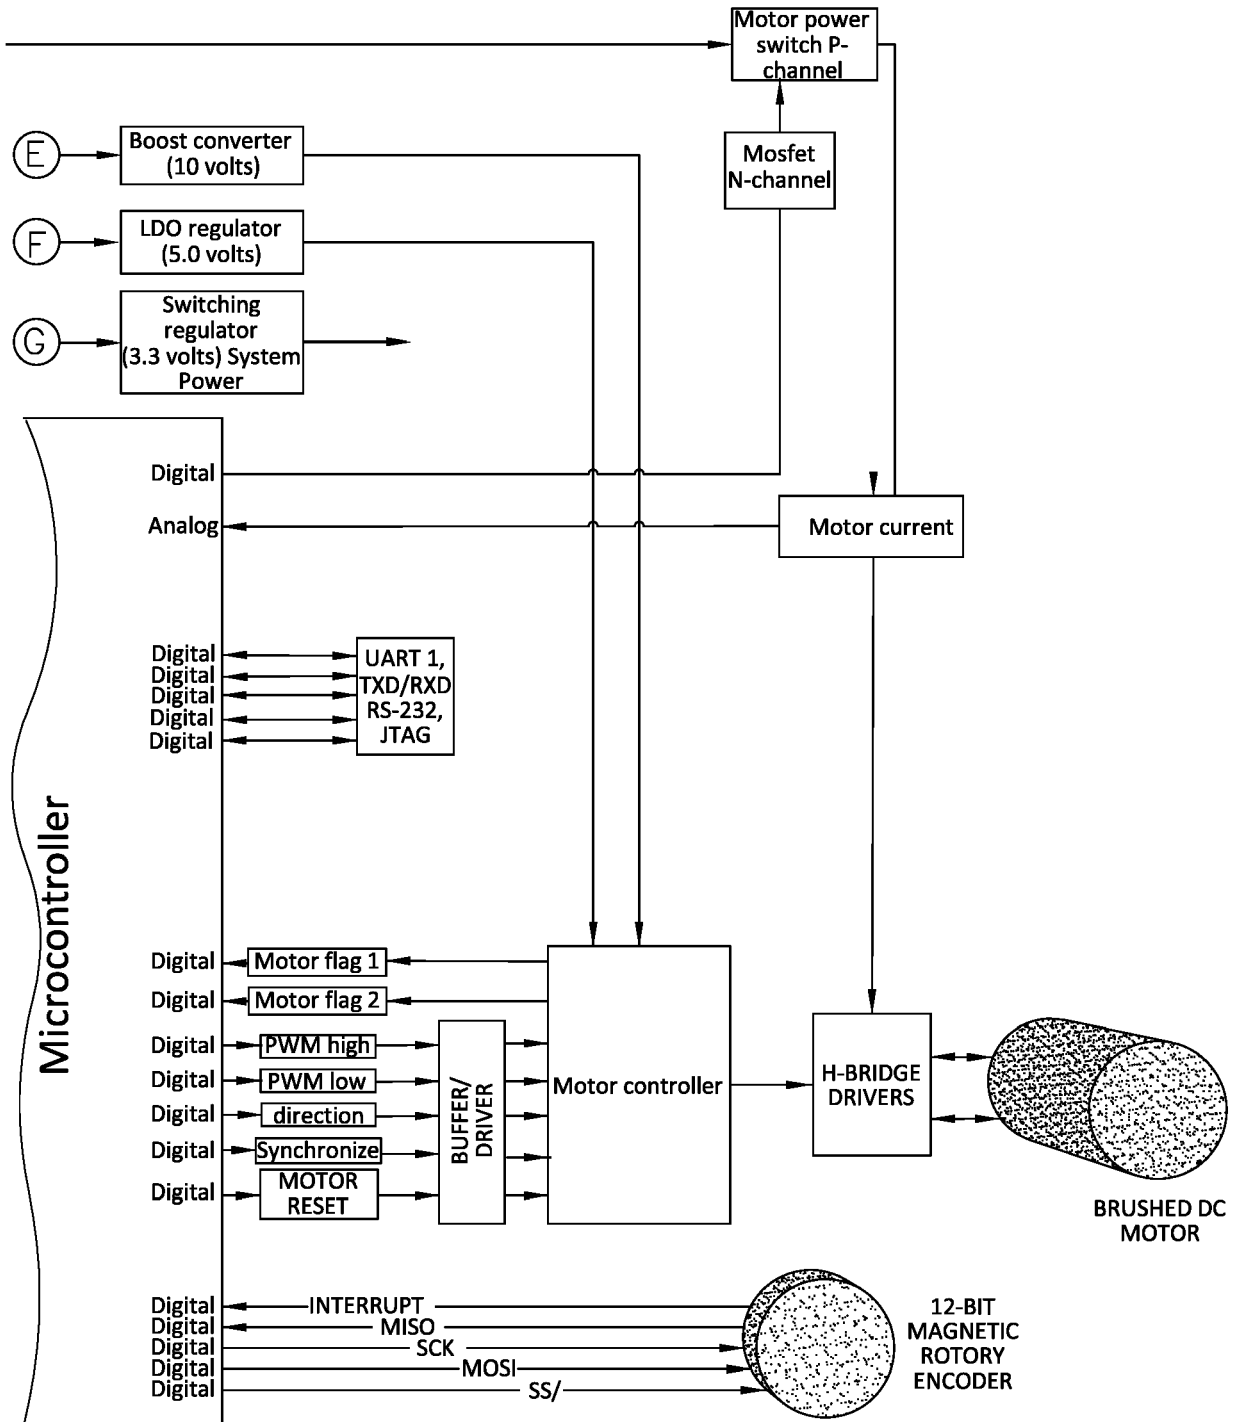 Motor power
switch P-
channel
E
Boost converter
(10 volts)
Mosfet
N-channel
F
LDO regulator
(5.0 volts)
G
Switching
regulator
(3.3 volts) System
Power
Digital
Analog
Motor current
Digital
Digital
Digital
Digital
Digital
UART 1,
TXD/RXD
RS-232,
JTAG
Microcontroller
Digital
Motor flag 1
Digital
Motor flag 2
Digital
PWM high
Digital
PWM low
Digital
direction
Digital
Synchronize
Digital
MOTOR
RESET
BUFFER/
DRIVER
Motor controller
H-BRIDGE
DRIVERS
BRUSHED DC
MOTOR
Digital
INTERRUPT
Digital
MISO
Digital
SCK
Digital
MOSI
Digital
SS/
12-BIT
MAGNETIC
ROTORY
ENCODER